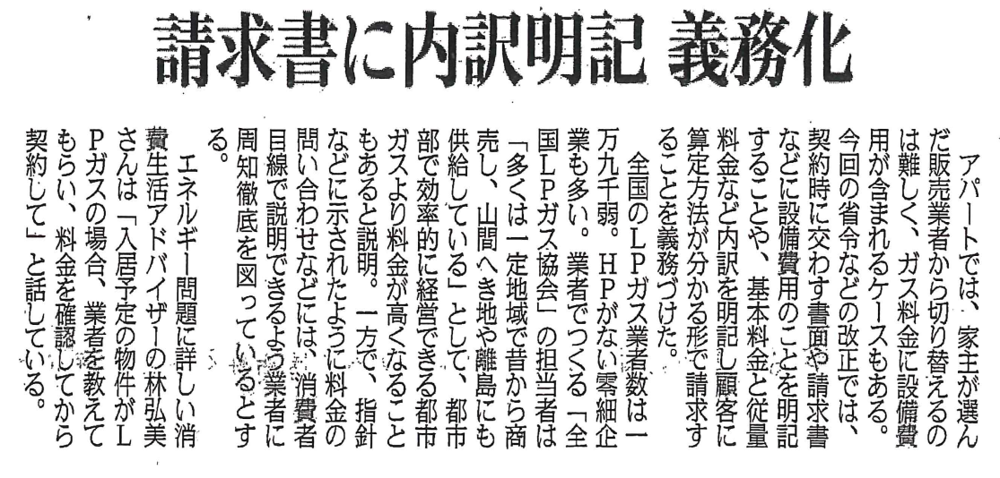 請求書に内訳明記 義務化
アパートでは、家主が選ん
だ販売業者から切り替えるの
は難しく、ガス料金に設備費
用が含まれるケースもある。
今回の省令などの改正では、
契約時に交わす書面や請求書
などに設備費用のことを明記
することや、基本料金と従量
料金など内訳を明記し顧客に
算定方法が分かる形で請求す
ることを義務づけた。
全国のLPガス業者数は一
万九千弱。HPがない零細企
業も多い。業者でつくる「全
国LPガス協会」の担当者は
「多くは一定地域で昔から商
売し、山間へき地や離島にも
供給している」として、都市
部で効率的に経営できる都市
ガスより料金が高くなること
もあると説明。一方で、指針
などに示されたように料金の
問い合わせなどには、消費者
目線で説明できるよう業者に
周知徹底を図っているとす
る。
エネルギー問題に詳しい消
費生活アドバイザーの林弘美
さんは「入居予定の物件がL
Pガスの場合、業者を教えて
もらい、料金を確認してから
契約して」と話している。